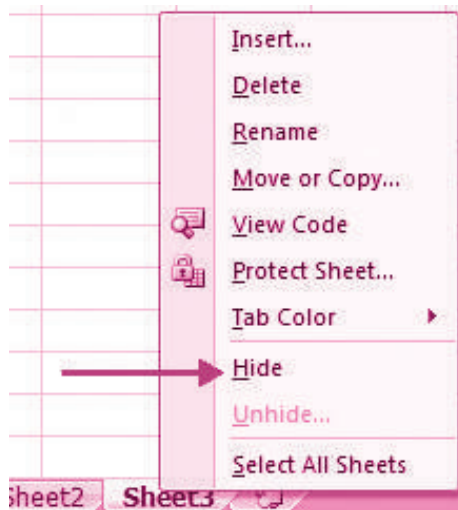 Insert...
Delete
Rename
Move or Copy...
View Code
Protect Sheet...
Tab Color
Hide
Unhide...
Select All Sheets
Sheet2 Sheet3